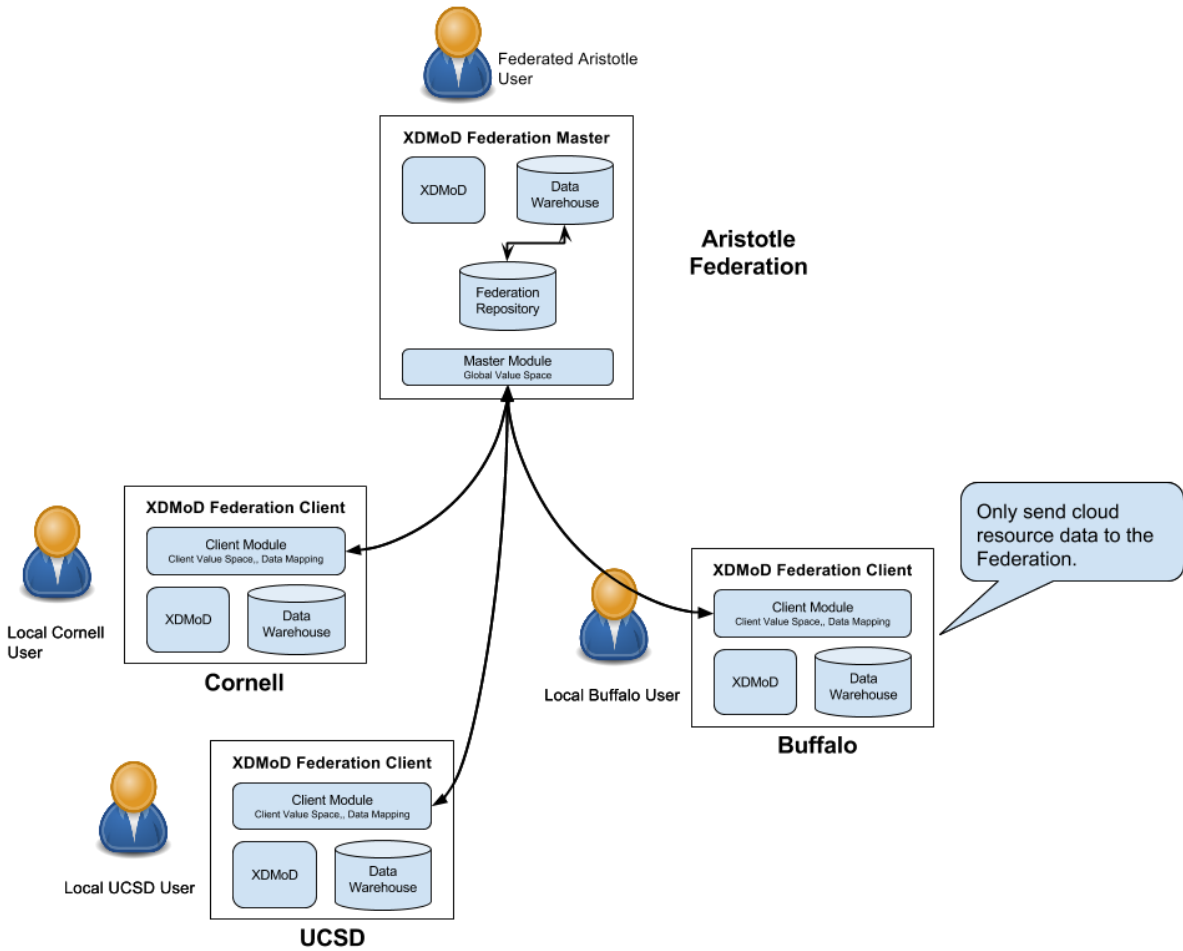 Federated Aristotle
User
XDMoD Federation Master
XDMoD
Data
Warehouse
Federation
Repository
Master Module
Global Value Space
Aristotle
Federation
XDMoD Federation Client
Client Module
Client Value Space,, Data Mapping
XDMoD
Data
Warehouse
Local Cornell
User
Cornell
Only send cloud
resource data to the
Federation.
XDMoD Federation Client
Client Module
Client Value Space,, Data Mapping
XDMoD
Data
Warehouse
Local Buffalo User
Buffalo
XDMoD Federation Client
Client Module
Client Value Space,, Data Mapping
XDMoD
Data
Warehouse
Local UCSD User
UCSD